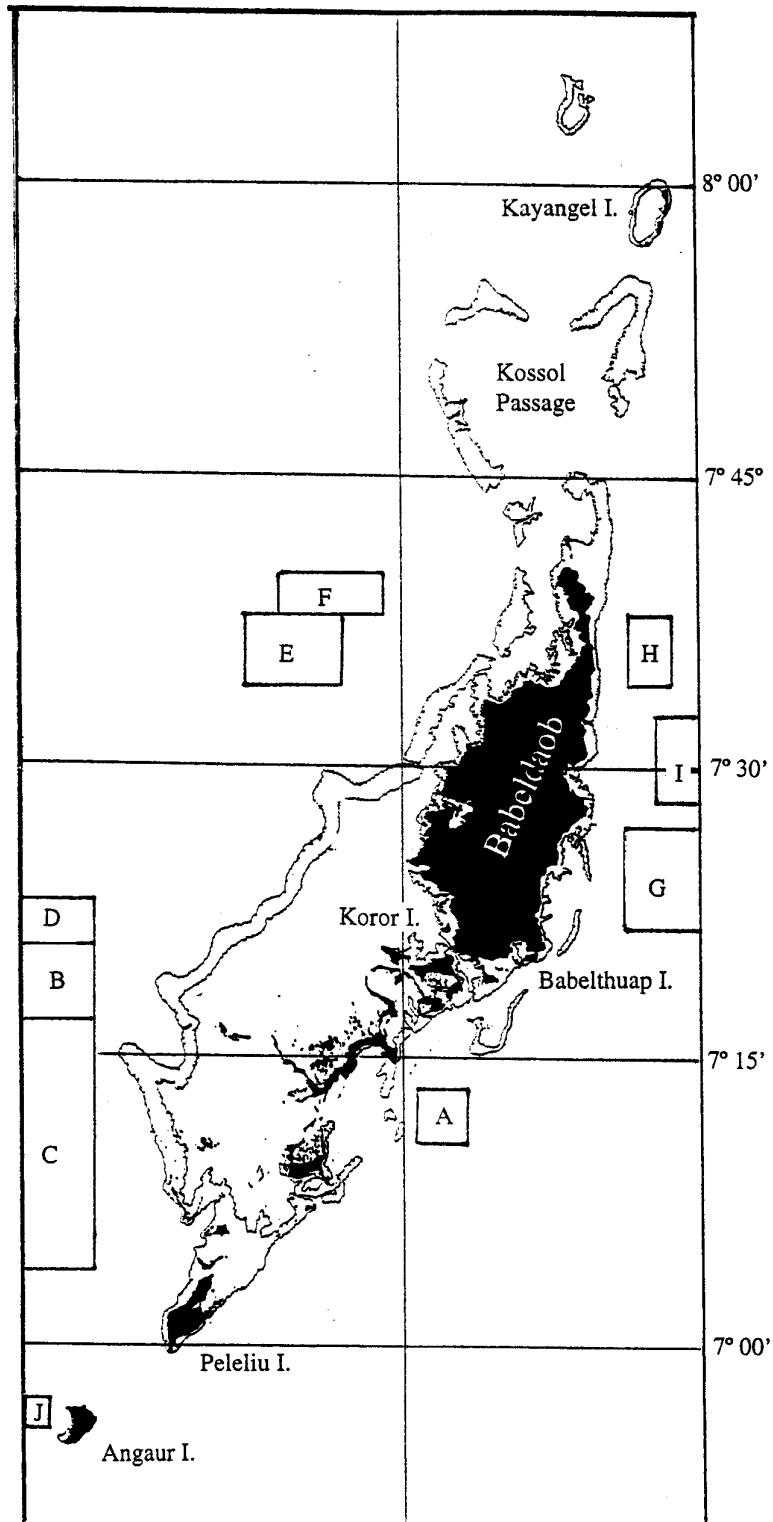 8° 00'
Kayangel I.
Kossol
Passage
7° 45°
F
E
H
Babeldaob
I
7° 30'
G
D
Koror I.
B
Babelthuap I.
7° 15'
A
C
7° 00'
Peleliu I.
J
Angaur I.